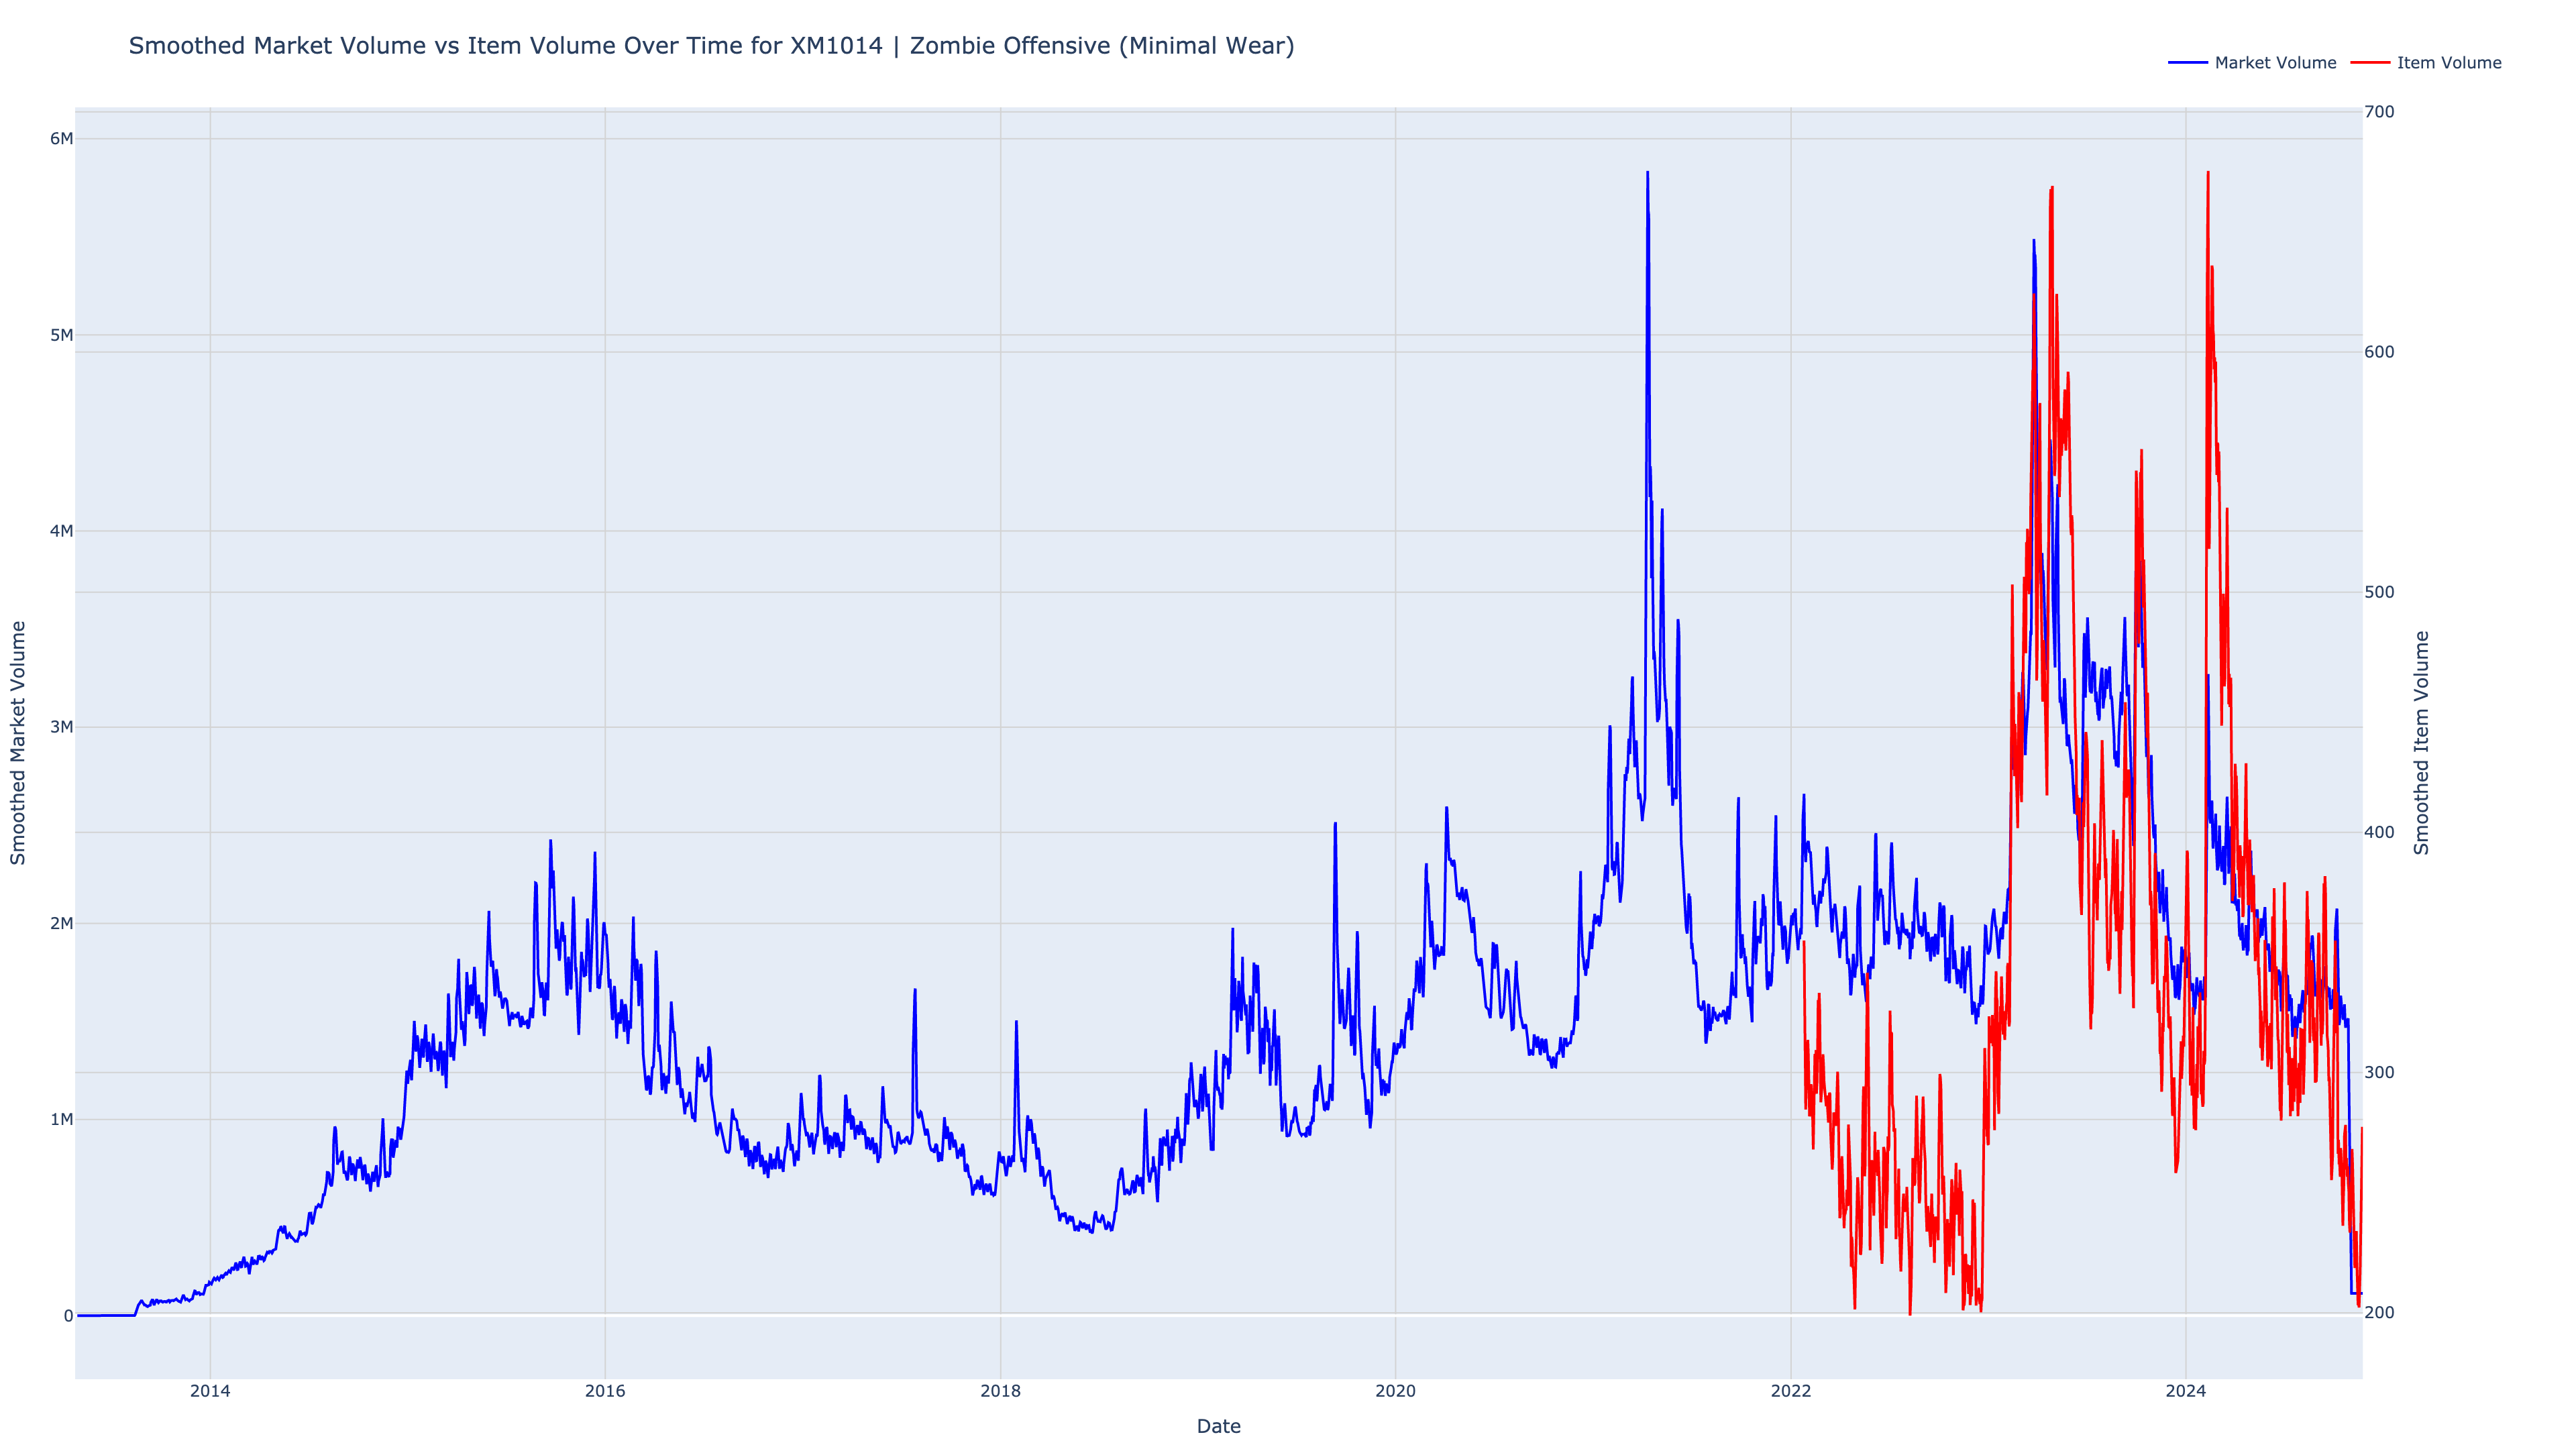 Smoothed Market Volume vs Item Volume Over Time for XM1014 | Zombie Offensive (Minimal Wear)
Market Volume
Item Volume
6M
5M
4M
3M
2M
1M
0
Smoothed Market Volume
700
600
500
400
300
200
Smoothed Item Volume
2014
2016
2018
2020
2022
2024
Date